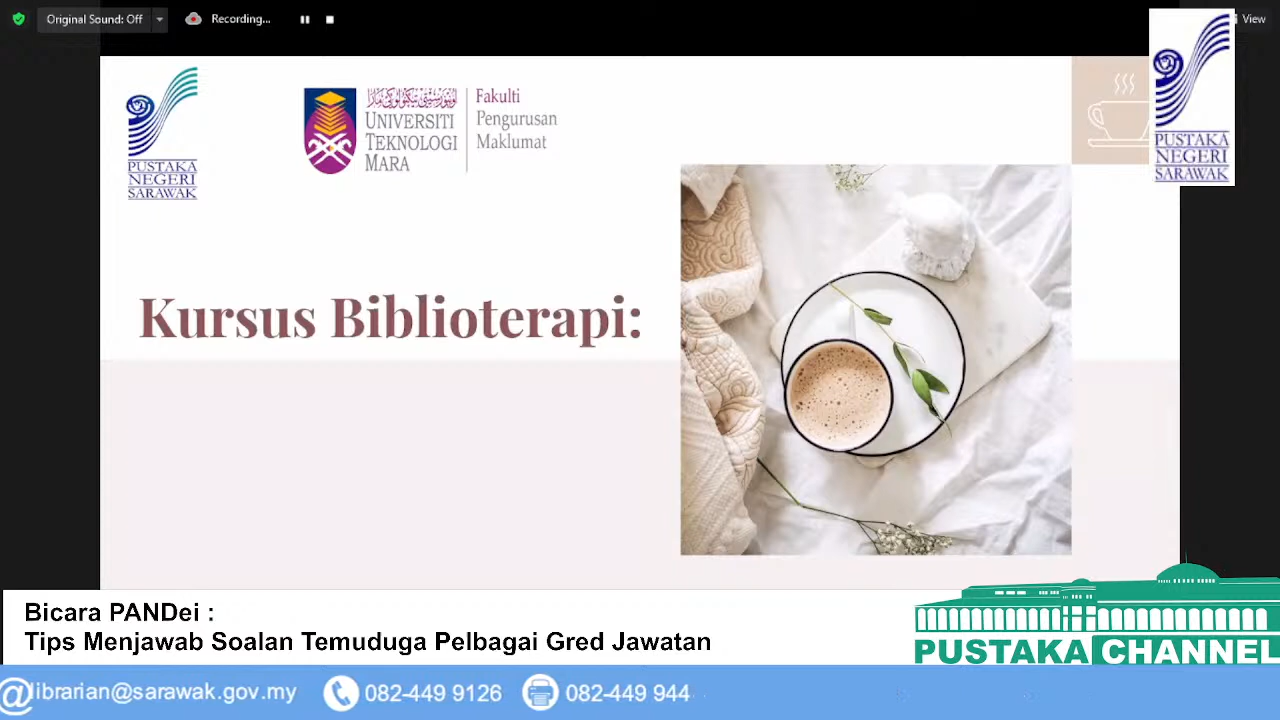 Original Sound: Off
Recording...
View
PUSTAKA
NEGERI
SARAWAK
UNIVERSITI
TEKNOLOGI
MARA
Fakulti
Pengurusan
Maklumat
PUSTAKA
NEGERI
SARAWAK
Kursus Biblioterapi:
Bicara PANDei :
Tips Menjawab Soalan Temuduga Pelbagai Gred Jawatan
PUSTAKA CHANNEL
@librarian@sarawak.gov.my 082-449 9126 082-449 944